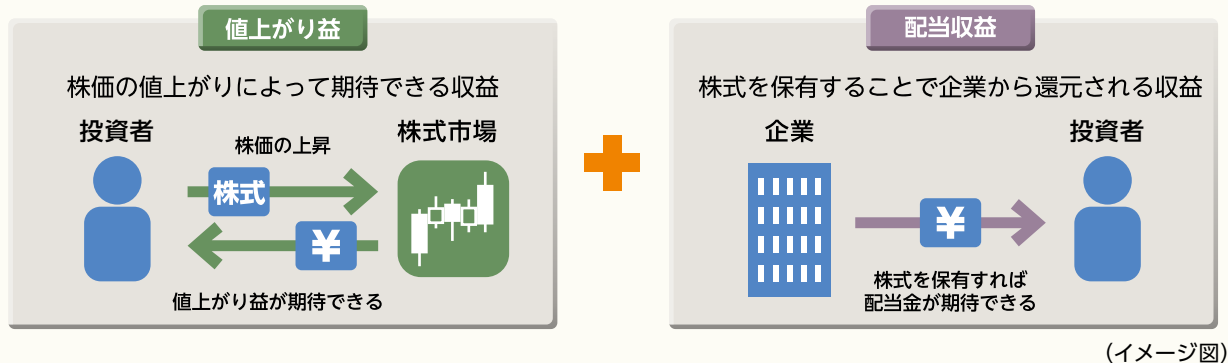 値上がり益
株価の値上がりによって期待できる収益
投資者
株価の上昇
株式市場
株式
¥
値上がり益が期待できる
配当収益
株式を保有することで企業から還元される収益
企業
投資者
¥
株式を保有すれば
配当金が期待できる
(イメージ図)